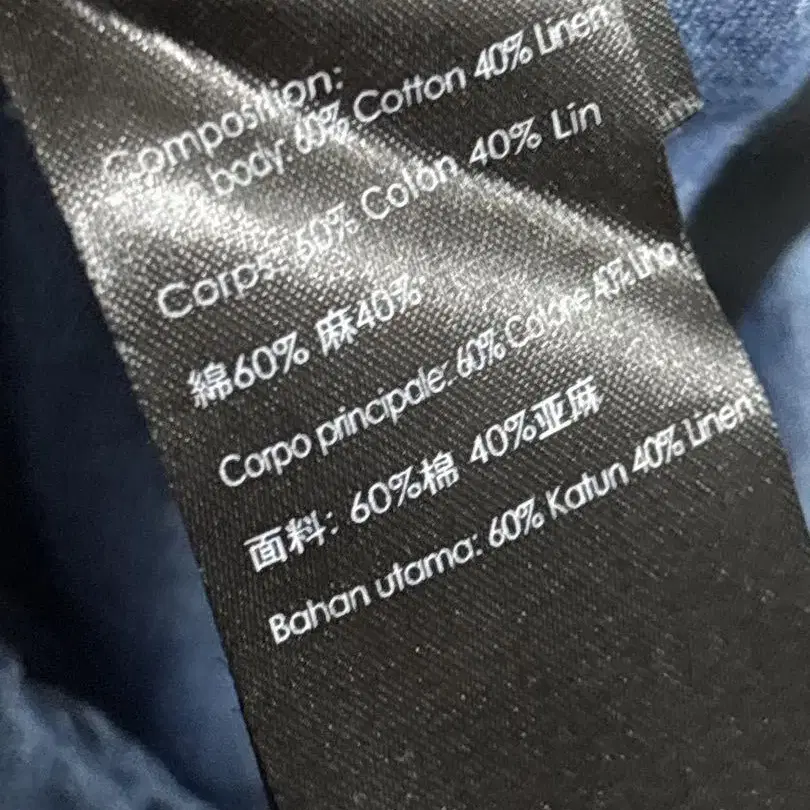 Composition:
body: 60% Cotton 40% Linen
Corps: 60% Coton 40% Lin
綿60% 麻40%
Corpo principale: 60% Cotone 40% Lino
面料: 60%棉 40%亚麻
Bahan utama: 60% Katun 40% Linen